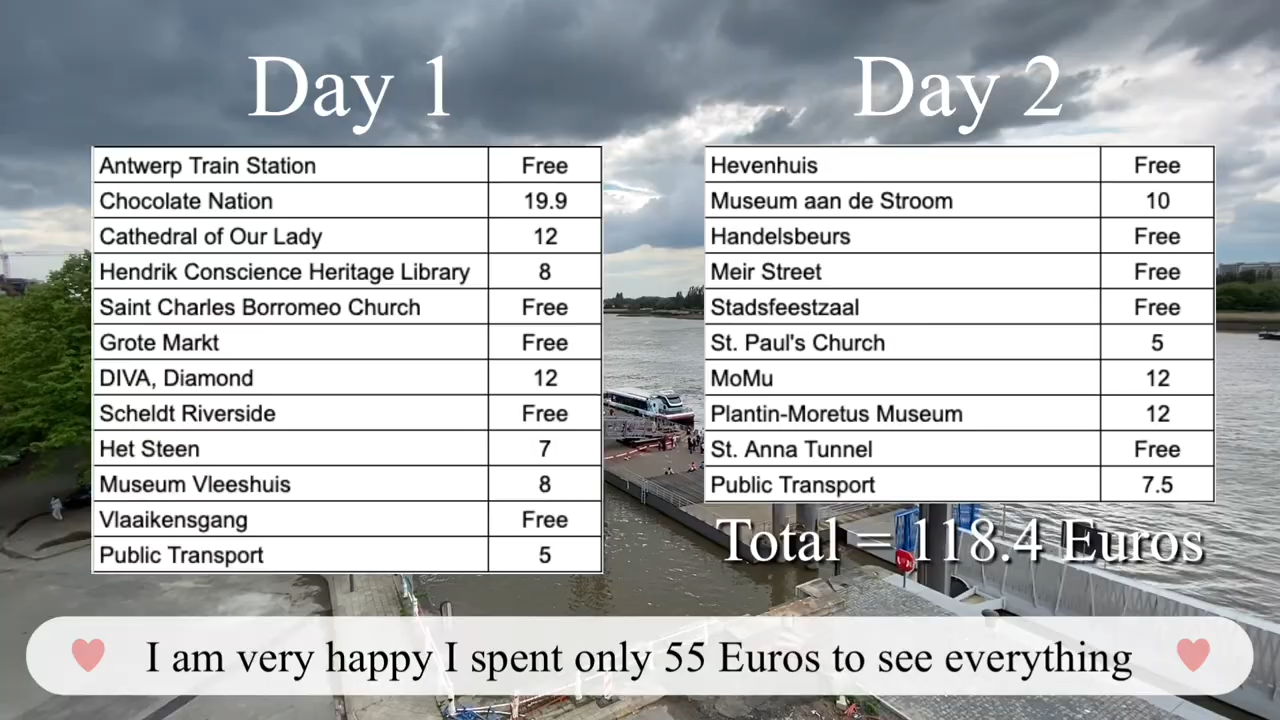 Day 1
Antwerp Train Station Free
Chocolate Nation 19.9
Cathedral of Our Lady 12
Hendrik Conscience Heritage Library 8
Saint Charles Borromeo Church Free
Grote Markt Free
DIVA, Diamond 12
Scheldt Riverside Free
Het Steen 7
Museum Vleeshuis 8
Vlaaikensgang Free
Public Transport 5
Day 2
Hevenhuis Free
Museum aan de Stroom 10
Handelsbeurs Free
Meir Street Free
Stadsfeestzaal Free
St. Paul's Church 5
MoMu 12
Plantin-Moretus Museum 12
St. Anna Tunnel Free
Public Transport 7.5
Total = 118.4 Euros
I am very happy I spent only 55 Euros to see everything